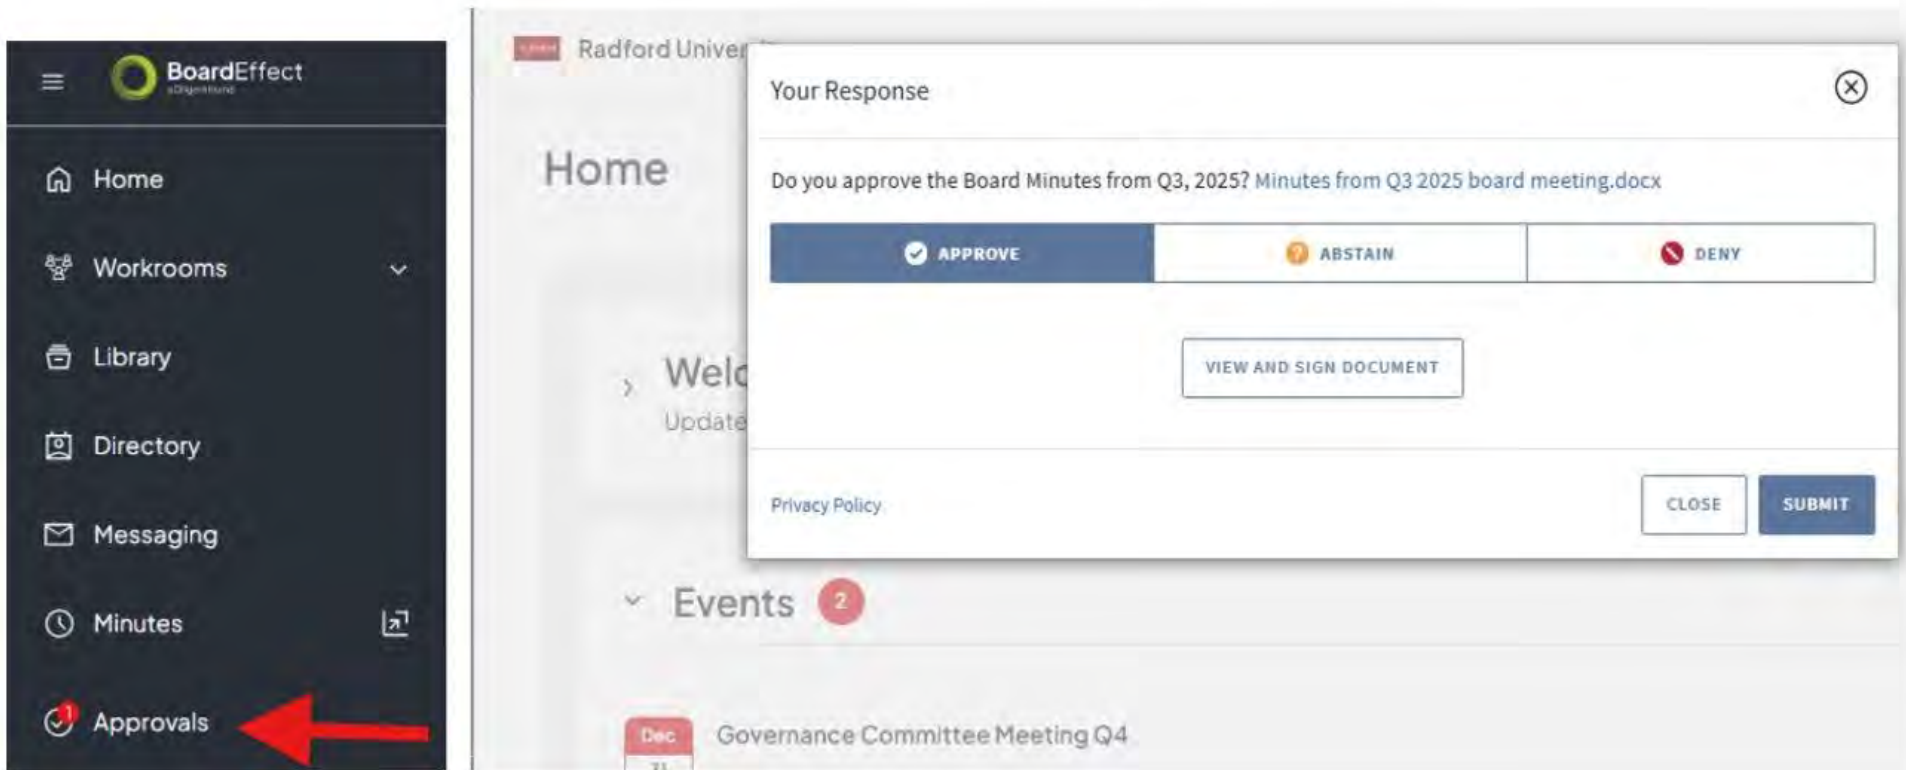 BoardEffect
Home
Workrooms
Library
Directory
Messaging
Minutes
1
Approvals
Radford Univer
Home
Welc
Update
Events 2
Dec
Governance Committee Meeting Q4
Your Response
Do you approve the Board Minutes from Q3, 2025? Minutes from Q3 2025 board meeting.docx
APPROVE
ABSTAIN
DENY
VIEW AND SIGN DOCUMENT
Privacy Policy
CLOSE
SUBMIT